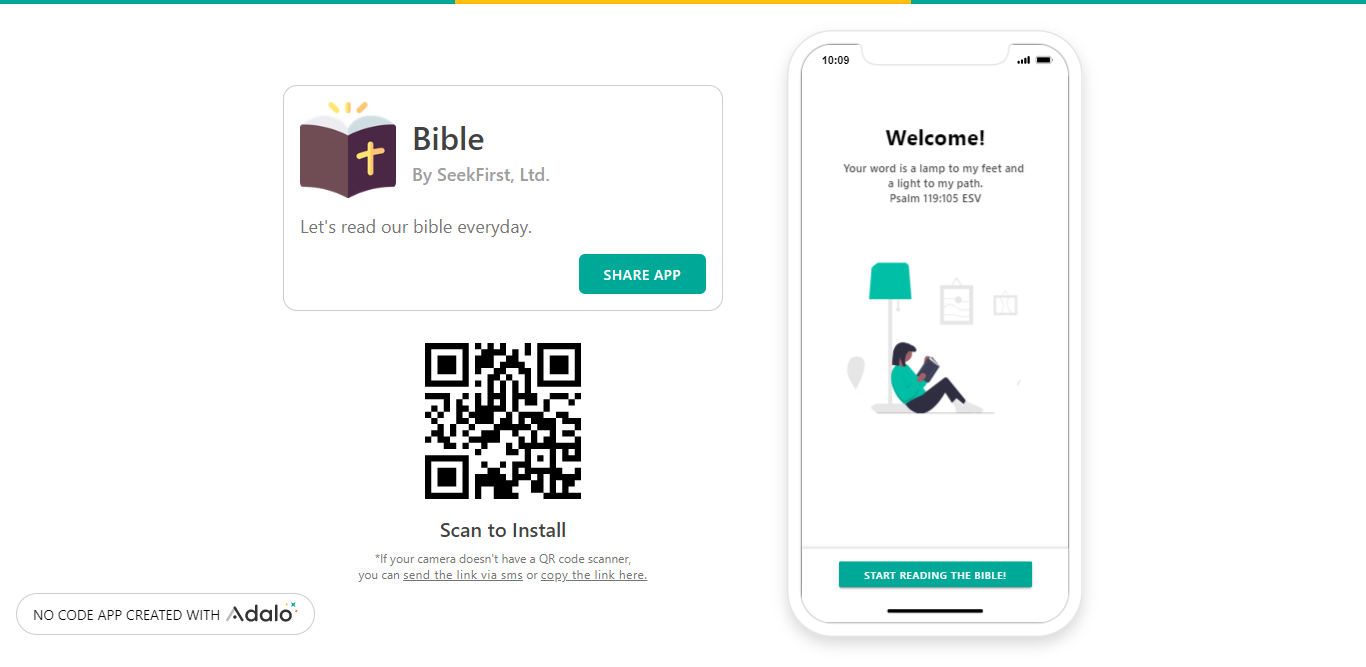 Bible
By SeekFirst, Ltd.
Let's read our bible everyday.
SHARE APP
Scan to Install
*If your camera doesn't have a QR code scanner,
you can send the link via sms or copy the link here.
NO CODE APP CREATED WITH Adalo
10:09
Welcome!
Your word is a lamp to my feet and
a light to my path.
Psalm 119:105 ESV
START READING THE BIBLE!